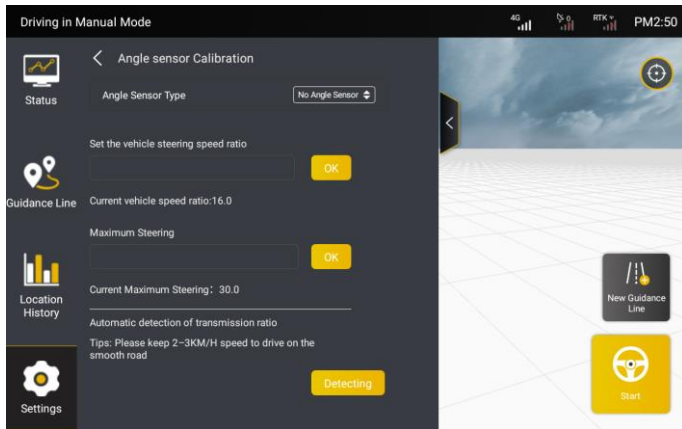 Driving in Manual Mode
4G
0
RTK
PM2:50
Status
Angle sensor Calibration
Angle Sensor Type
No Angle Sensor
Set the vehicle steering speed ratio
OK
Guidance Line
Current vehicle speed ratio:16.0
Maximum Steering
OK
Location
History
Current Maximum Steering: 30.0
New Guidance
Line
Automatic detection of transmission ratio
Tips: Please keep 2-3KM/H speed to drive on the
smooth road
Detecting
Start
Settings